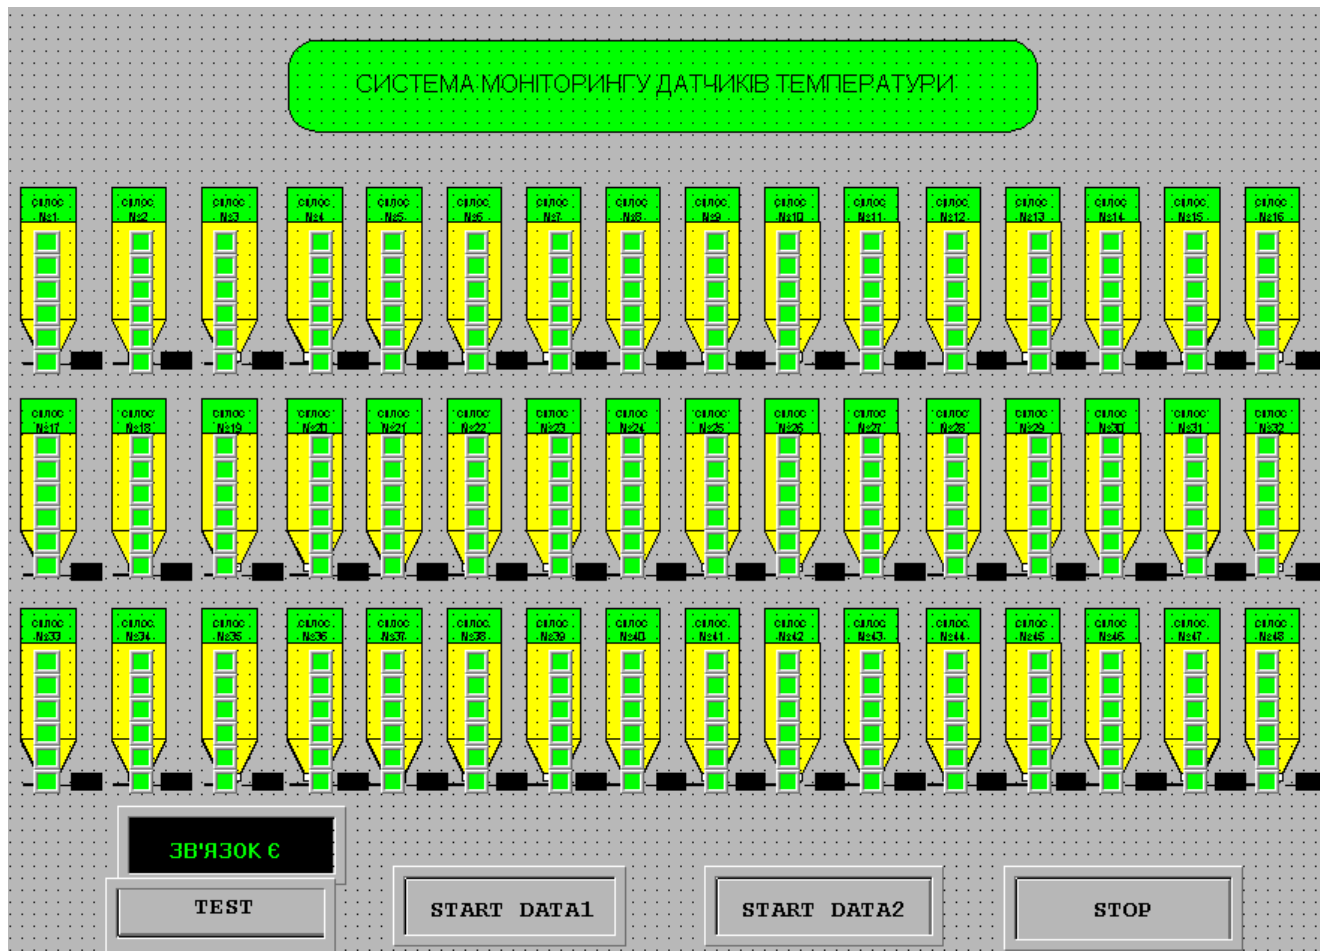 СИСТЕМА МОНІТОРИНГУ ДАТЧИКІВ ТЕМПЕРАТУРИ
СИЛОС СИЛОС СИЛОС СИЛОС СИЛОС СИЛОС СИЛОС СИЛОС СИЛОС СИЛОС СИЛОС СИЛОС СИЛОС СИЛОС СИЛОС СИЛОС
№1 №2 №3 №4 №5 №6 №7 №8 №9 №10 №11 №12 №13 №14 №15 №16
СИЛОС СИЛОС СИЛОС СИЛОС СИЛОС СИЛОС СИЛОС СИЛОС СИЛОС СИЛОС СИЛОС СИЛОС СИЛОС СИЛОС СИЛОС СИЛОС
№17 №18 №19 №20 №21 №22 №23 №24 №25 №26 №27 №28 №29 №30 №31 №32
СИЛОС СИЛОС СИЛОС СИЛОС СИЛОС СИЛОС СИЛОС СИЛОС СИЛОС СИЛОС СИЛОС СИЛОС СИЛОС СИЛОС СИЛОС СИЛОС
№33 №34 №35 №36 №37 №38 №39 №40 №41 №42 №43 №44 №45 №46 №47 №48
ЗВ'ЯЗОК Є
TEST
START DATA1
START DATA2
STOP